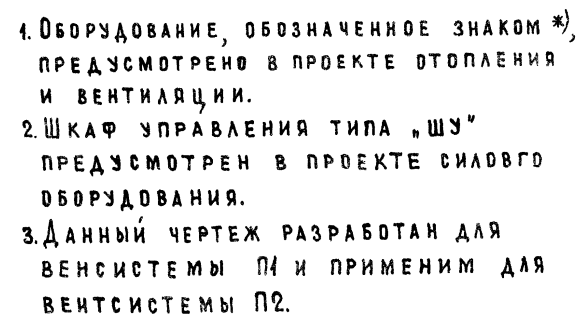 1. Оборудование, обозначенное знаком *),
предусмотрено в проекте отопления
и вентиляции.
2. Шкаф управления типа „ШУ"
предусмотрен в проекте силовго
оборудования.
3. Данный чертеж разработан для
венсистемы П1 и применим для
вентсистемы П2.